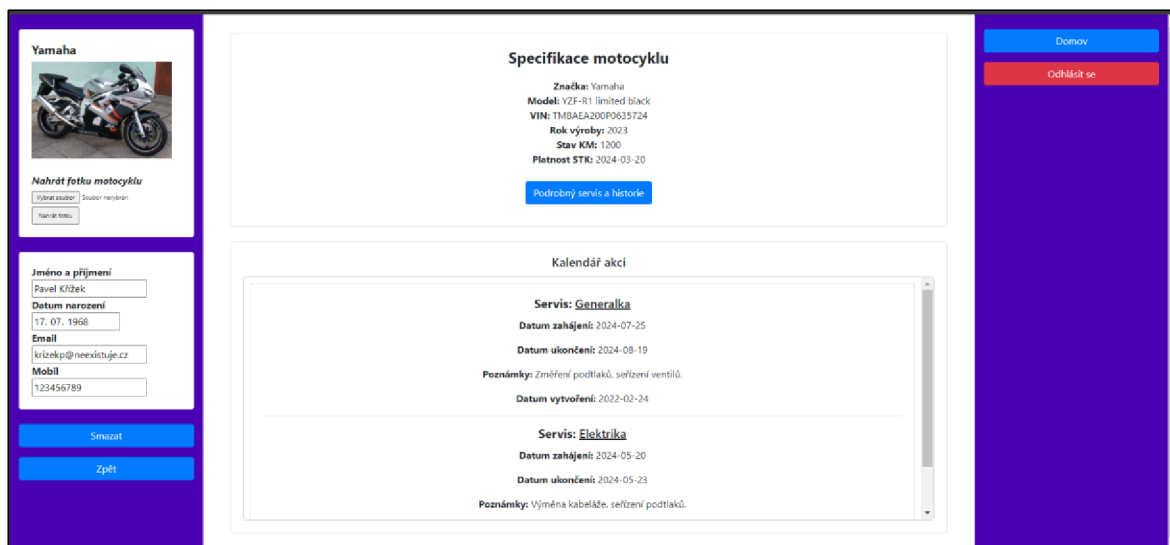 Yamaha
Nahrát fotku motocyklu
Vybrat soubor Soubor nevybrán
Nahrát fotku
Jméno a příjmení
Pavel Křížek
Datum narození
17. 07. 1968
Email
krizekp@neexistuje.cz
Mobil
123456789
Smazat
Zpět
Specifikace motocyklu
Značka: Yamaha
Model: YZF-R1 limited black
VIN: TMBAEA200P0635724
Rok výroby: 2023
Stav KM: 1200
Platnost STK: 2024-03-20
Podrobný servis a historie
Kalendář akcí
Servis: Generalka
Datum zahájení: 2024-07-25
Datum ukončení: 2024-08-19
Poznámky: Změření podtlaků, seřízení ventilů.
Datum vytvoření: 2022-02-24
Servis: Elektrika
Datum zahájení: 2024-05-20
Datum ukončení: 2024-05-23
Poznámky: Výměna kabeláže, seřízení podtlaků.
Domov
Odhlásit se